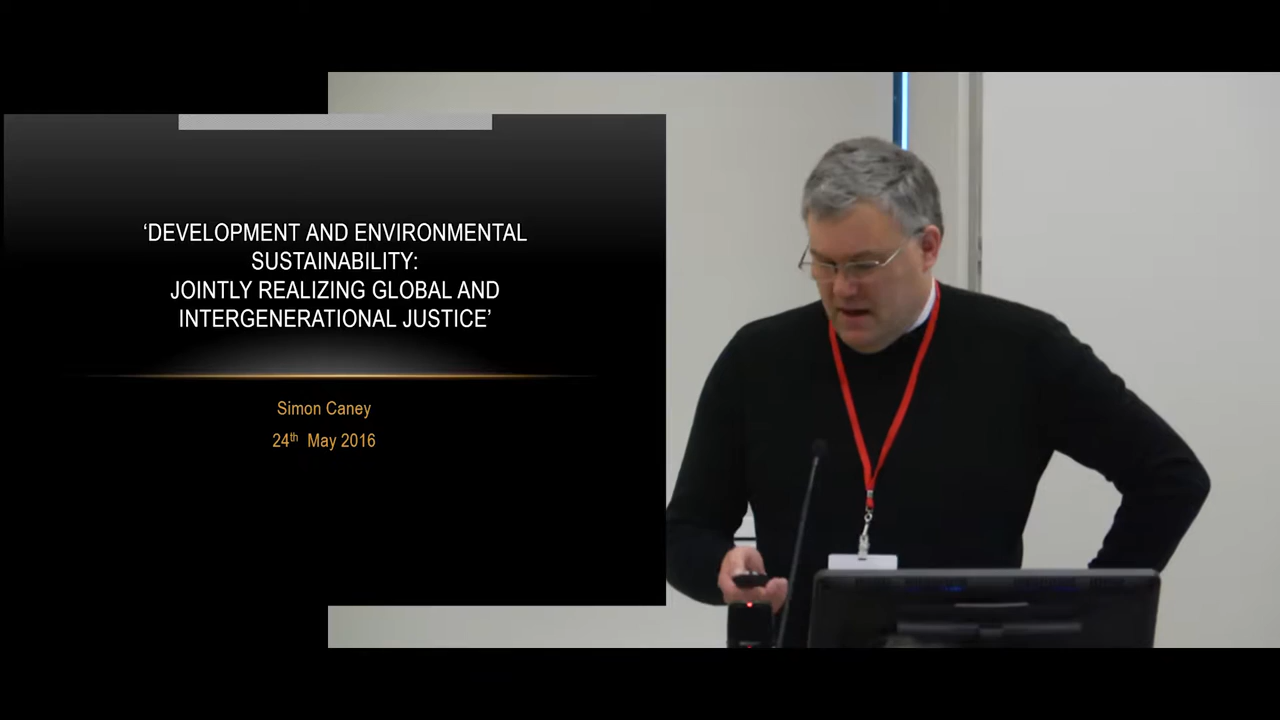 ‘DEVELOPMENT AND ENVIRONMENTAL
SUSTAINABILITY:
JOINTLY REALIZING GLOBAL AND
INTERGENERATIONAL JUSTICE’
Simon Caney
24th May 2016